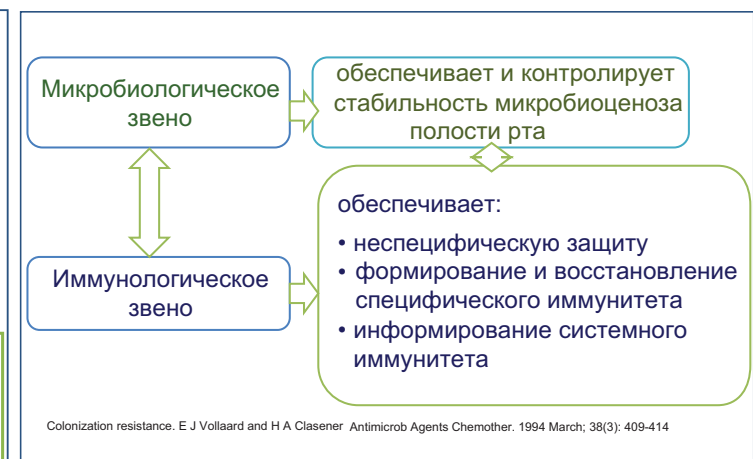 Микробиологическое
звено
обеспечивает и контролирует
стабильность микробиоценоза
полости рта
Иммунологическое
звено
обеспечивает:
• неспецифическую защиту
• формирование и восстановление
специфического иммунитета
• информирование системного
иммунитета
Colonization resistance. E J Vollaard and H A Clasener Antimicrob Agents Chemother. 1994 March; 38(3): 409-414